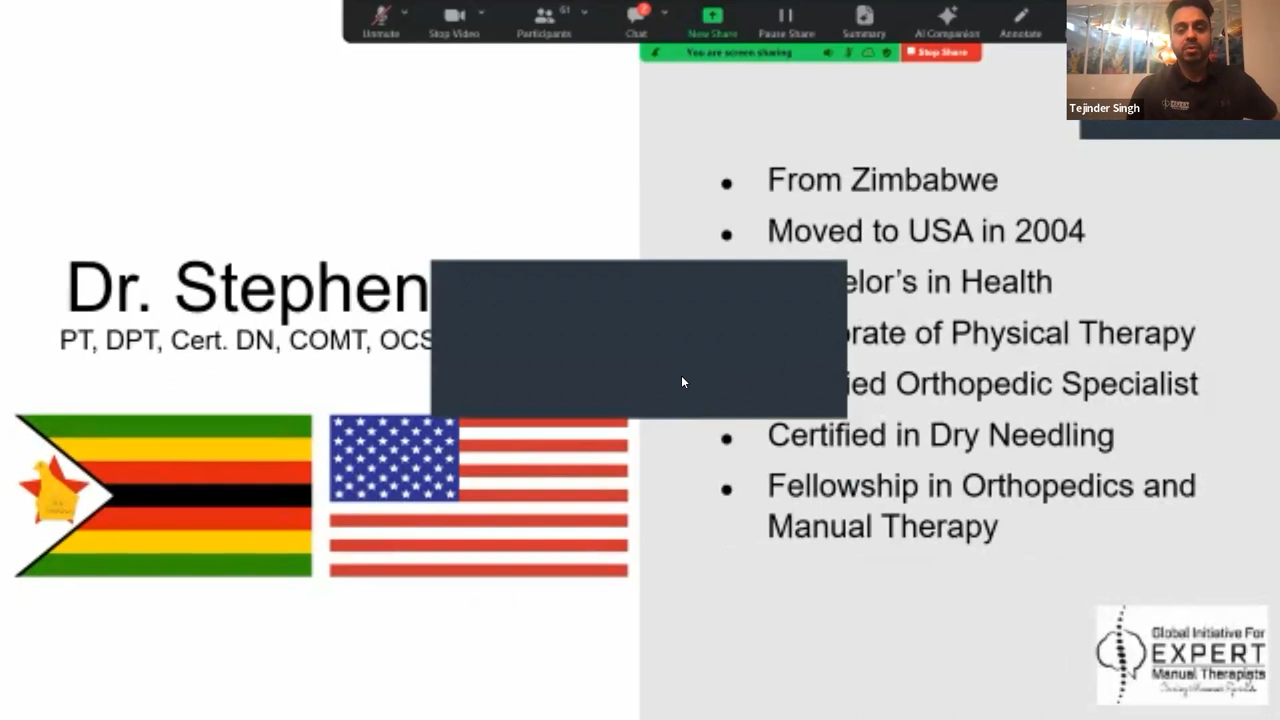 Unmute
Stop Video
Participants
61
Chat
2
New Share
Pause Share
Summary
AI Companion
Annotate
You are screen sharing
Stop Share
Tejinder Singh
Dr. Stephen
PT, DPT, Cert. DN, COMT, OCS
• From Zimbabwe
• Moved to USA in 2004
elor's in Health
rate of Physical Therapy
ied Orthopedic Specialist
• Certified in Dry Needling
• Fellowship in Orthopedics and
Manual Therapy
Global Initiative For
EXPERT
Manual Therapists